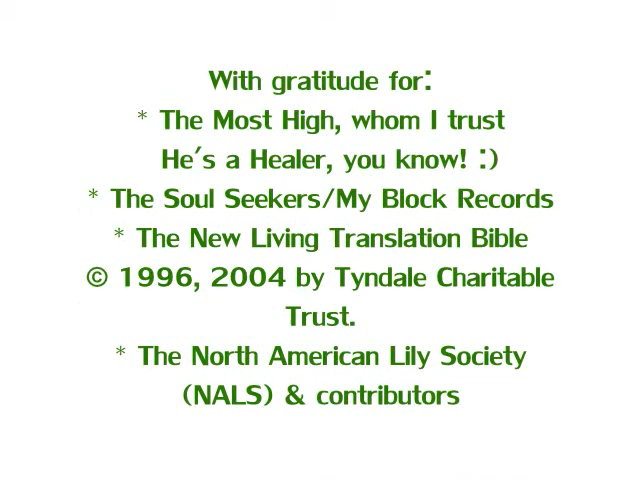 With gratitude for:
* The Most High, whom I trust
He's a Healer, you know! :)
* The Soul Seekers/My Block Records
* The New Living Translation Bible
© 1996, 2004 by Tyndale Charitable
Trust.
* The North American Lily Society
(NALS) & contributors